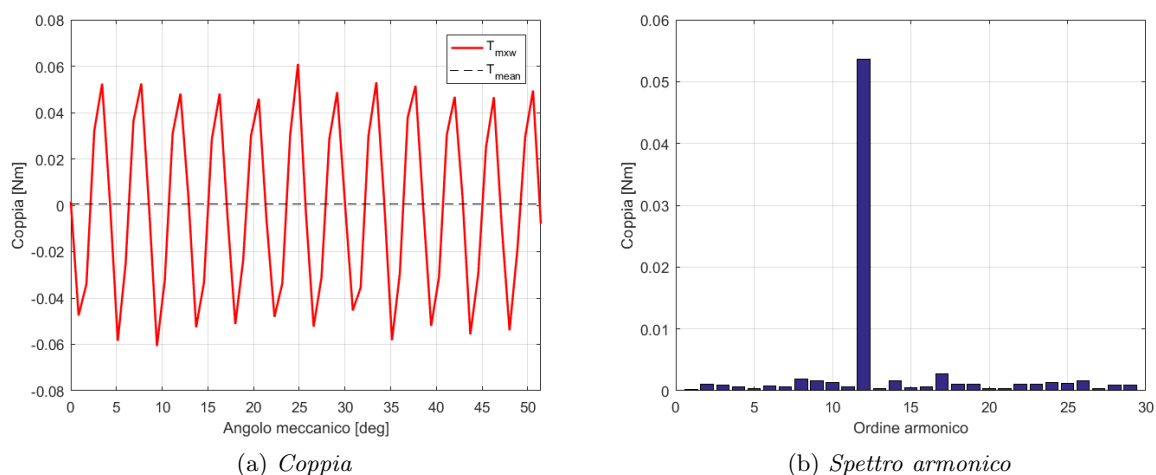 0.08
0.06
0.04
0.02
0
-0.02
-0.04
-0.06
-0.08
Coppia [Nm]
T_mxw
T_mean
0 5 10 15 20 25 30 35 40 45 50
Angolo meccanico [deg]
(a) Coppia
0.06
0.05
0.04
0.03
0.02
0.01
0
Coppia [Nm]
0 5 10 15 20 25 30
Ordine armonico
(b) Spettro armonico